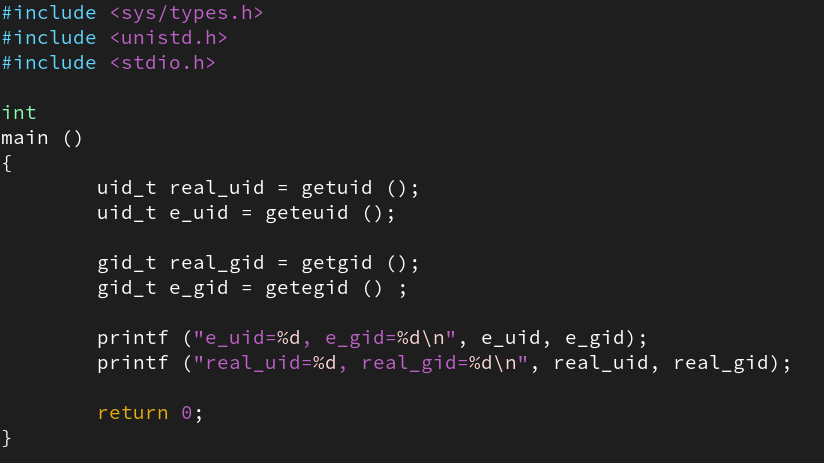 #include <sys/types.h>
#include <unistd.h>
#include <stdio.h>

int
main ()
{
        uid_t real_uid = getuid ();
        uid_t e_uid = geteuid ();

        gid_t real_gid = getgid ();
        gid_t e_gid = getegid () ;

        printf ("e_uid=%d, e_gid=%d\n", e_uid, e_gid);
        printf ("real_uid=%d, real_gid=%d\n", real_uid, real_gid);

        return 0;
}